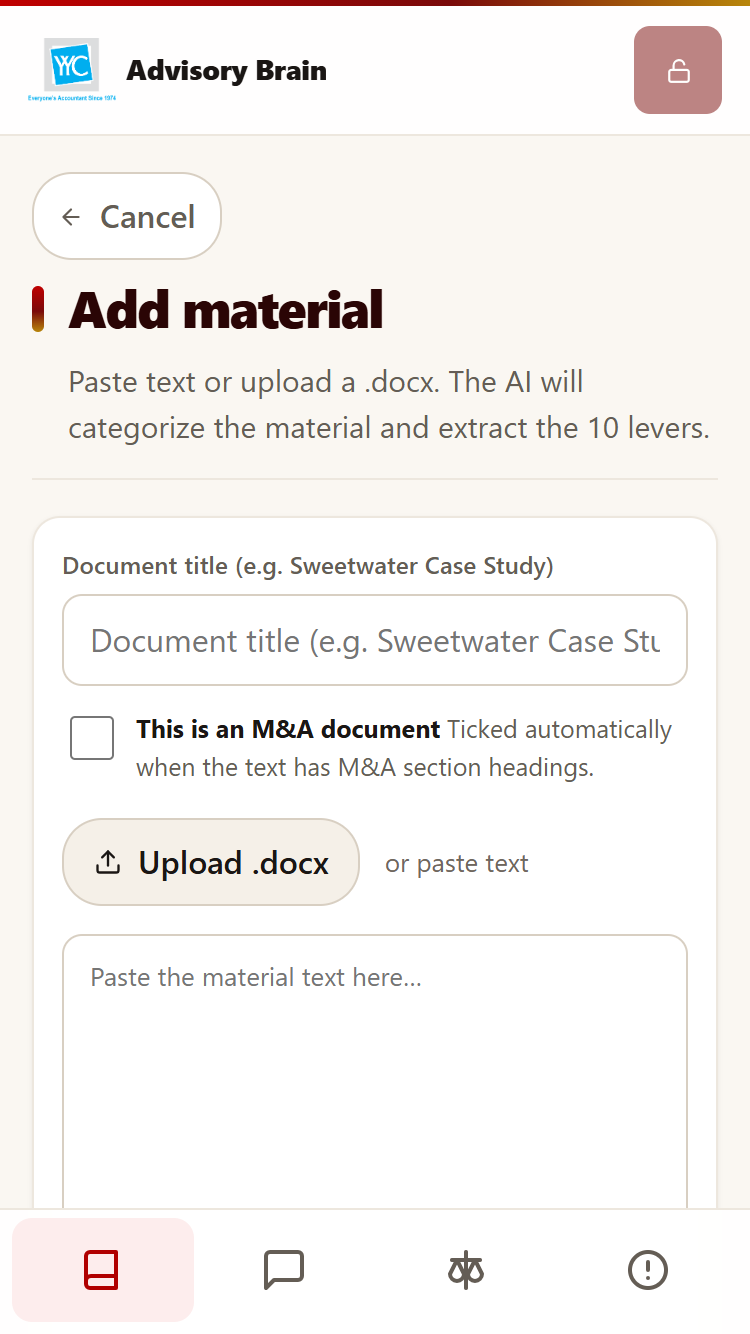 YYC
Everyone's Accountant Since 1974
Advisory Brain
Cancel
Add material
Paste text or upload a .docx. The AI will
categorize the material and extract the 10 levers.
Document title (e.g. Sweetwater Case Study)
Document title (e.g. Sweetwater Case Stu
This is an M&A document Ticked automatically
when the text has M&A section headings.
Upload .docx or paste text
Paste the material text here...